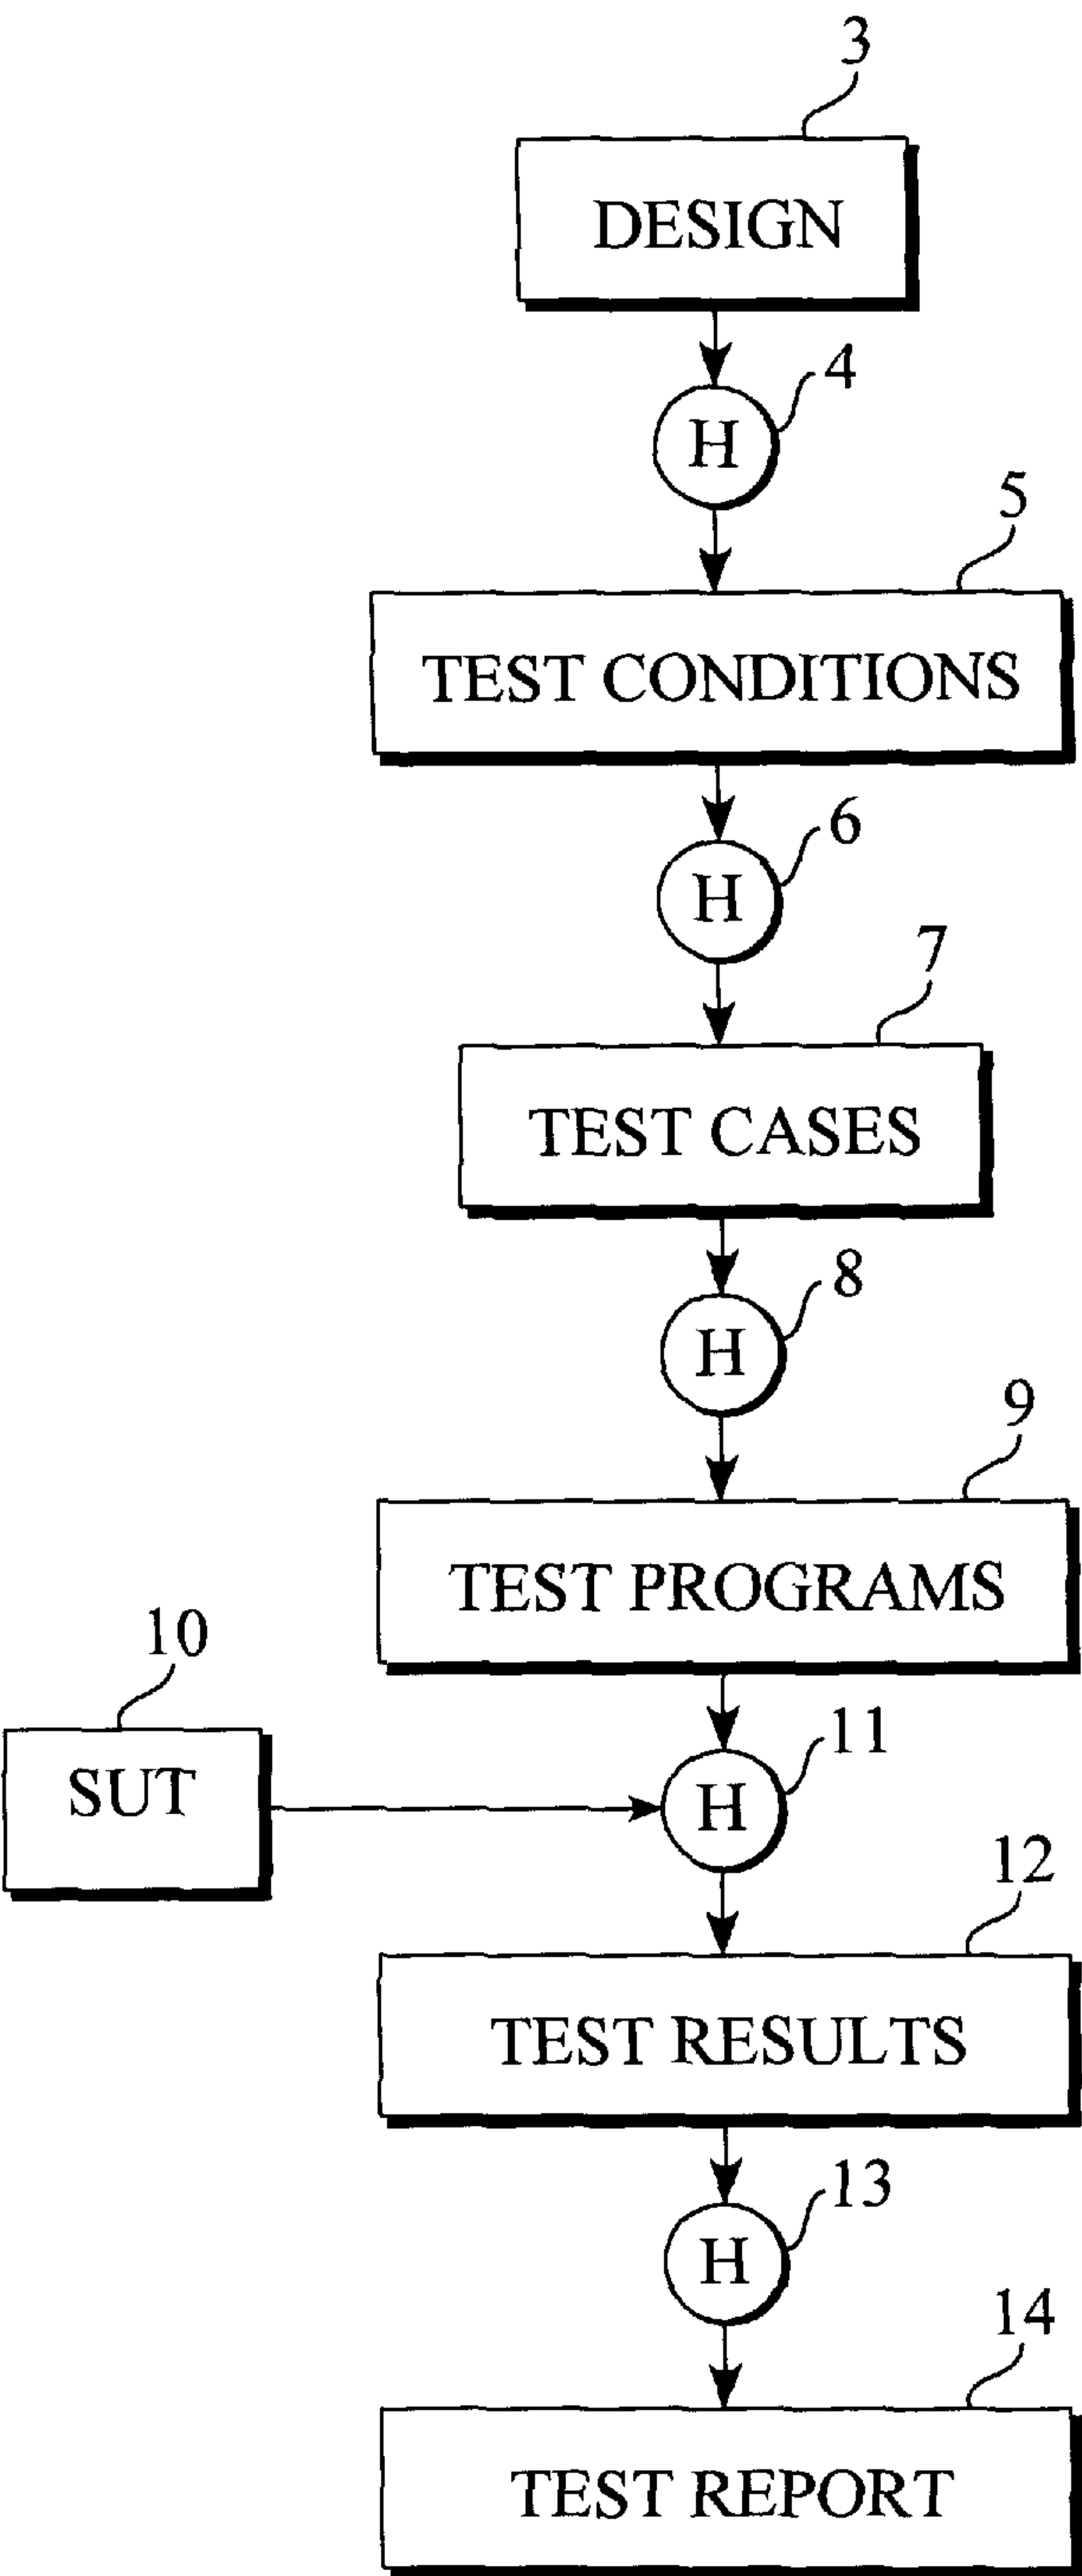 3
DESIGN
4
H
5
TEST CONDITIONS
6
H
7
TEST CASES
8
H
9
TEST PROGRAMS
10
SUT
11
H
12
TEST RESULTS
13
H
14
TEST REPORT